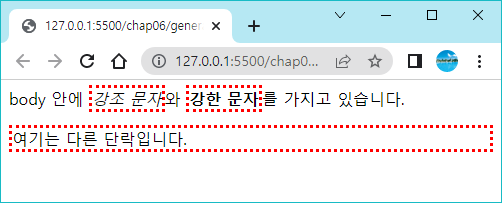 127.0.0.1:5500/chap06/gener
127.0.0.1:5500/chap0...
body 안에 강조 문자와 강한 문자를 가지고 있습니다.
여기는 다른 단락입니다.